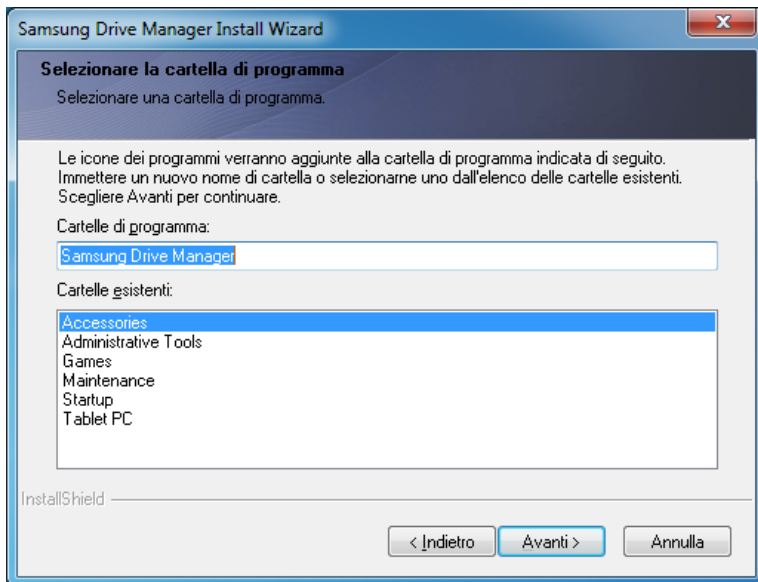 Samsung Drive Manager Install Wizard
Selezionare la cartella di programma
Selezionare una cartella di programma.
Le icone dei programmi verranno aggiunte alla cartella di programma indicata di seguito.
Immettere un nuovo nome di cartella o selezionarne uno dall'elenco delle cartelle esistenti.
Scegliere Avanti per continuare.
Cartelle di programma:
Samsung Drive Manager
Cartelle esistenti:
Accessories
Administrative Tools
Games
Maintenance
Startup
Tablet PC
InstallShield
< Indietro Avanti > Annulla